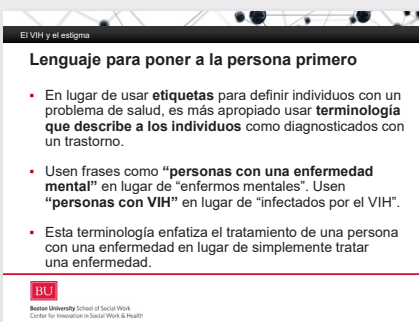 El VIH y el estigma
Lenguaje para poner a la persona primero
▪ En lugar de usar etiquetas para definir individuos con un
problema de salud, es más apropiado usar terminología
que describe a los individuos como diagnosticados con
un trastorno.
▪ Usen frases como “personas con una enfermedad
mental” en lugar de “enfermos mentales”. Usen
“personas con VIH” en lugar de “infectados por el VIH”.
▪ Esta terminología enfatiza el tratamiento de una persona
con una enfermedad en lugar de simplemente tratar
una enfermedad.
BU
Boston University School of Social Work
Center for Innovation in Social Work & Health